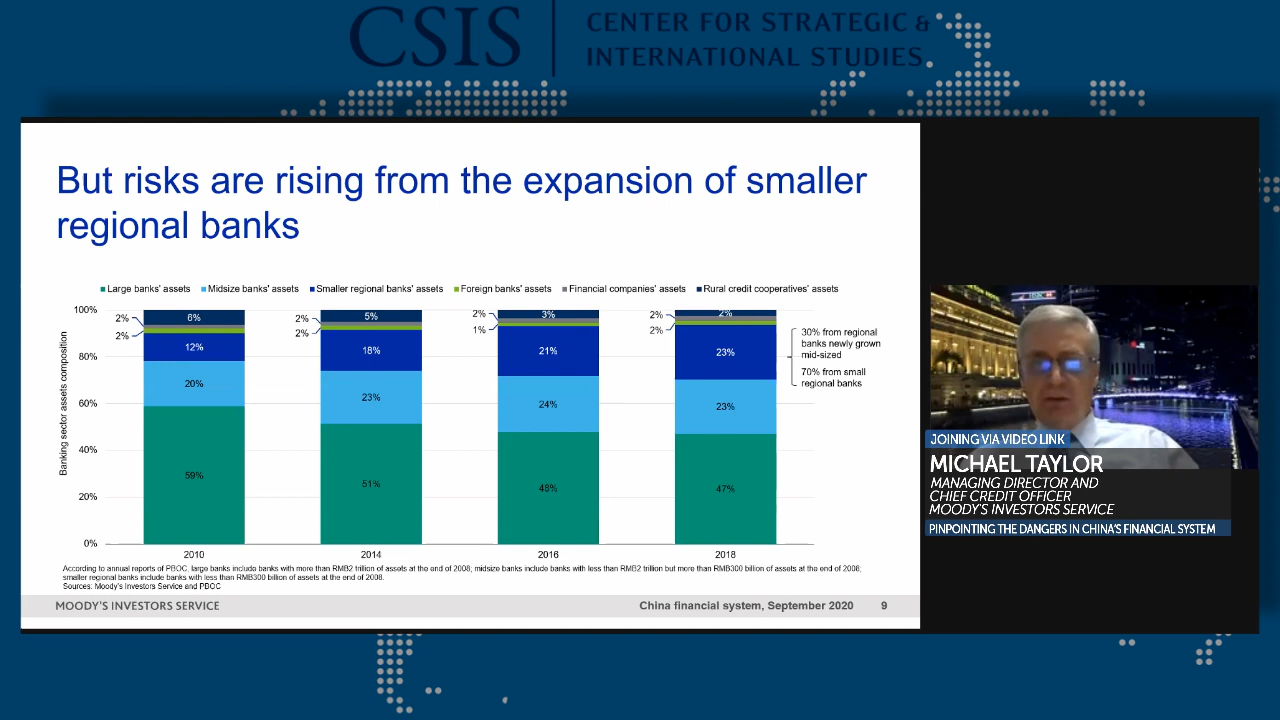 CSIS
CENTER FOR STRATEGIC &
INTERNATIONAL STUDIES
But risks are rising from the expansion of smaller
regional banks
Large banks' assets Midsize banks' assets Smaller regional banks' assets Foreign banks' assets Financial companies' assets Rural credit cooperatives' assets
Banking sector assets composition
100%
80%
60%
40%
20%
0%
6%
2%
2%
12%
20%
59%
2010
5%
2%
2%
18%
23%
51%
2014
3%
2%
1%
21%
24%
48%
2016
2%
2%
2%
23%
23%
47%
2018
30% from regional
banks newly grown
mid-sized
70% from small
regional banks
According to annual reports of PBOC, large banks include banks with more than RMB2 trillion of assets at the end of 2008; midsize banks include banks with less than RMB2 trillion but more than RMB300 billion of assets at the end of 2008;
smaller regional banks include banks with less than RMB300 billion of assets at the end of 2008.
Sources: Moody's Investors Service and PBOC
MOODY'S INVESTORS SERVICE
China financial system, September 2020 9
JOINING VIA VIDEO LINK
MICHAEL TAYLOR
MANAGING DIRECTOR AND
CHIEF CREDIT OFFICER
MOODY'S INVESTORS SERVICE
PINPOINTING THE DANGERS IN CHINA'S FINANCIAL SYSTEM